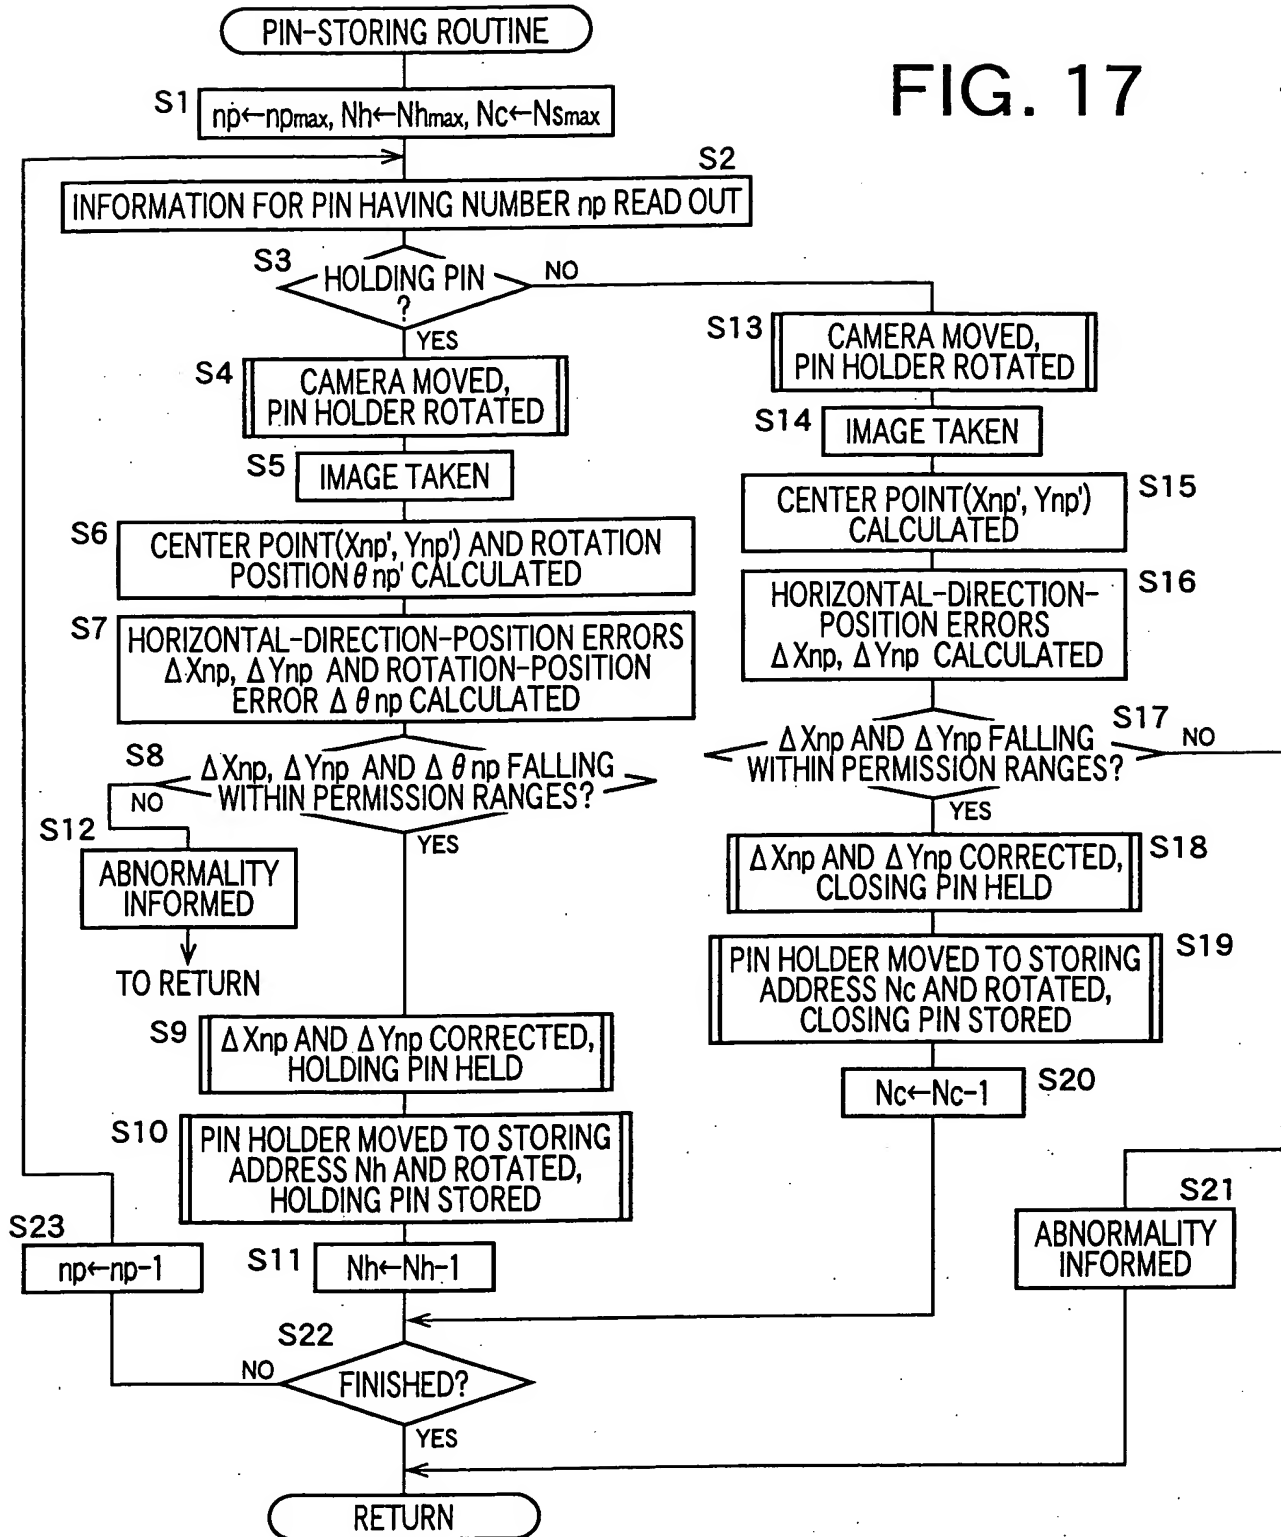 PIN-STORING ROUTINE
FIG. 17
S1
np←npmax, Nh←Nhmax, Nc←Nsmax
S2
INFORMATION FOR PIN HAVING NUMBER np READ OUT
S3
HOLDING PIN
?
NO
YES
S4
CAMERA MOVED,
PIN HOLDER ROTATED
S5
IMAGE TAKEN
S6
CENTER POINT(Xnp', Ynp') AND ROTATION
POSITION θ np' CALCULATED
S7
HORIZONTAL-DIRECTION-POSITION ERRORS
ΔXnp, ΔYnp AND ROTATION-POSITION
ERROR Δ θ np CALCULATED
S8
ΔXnp, ΔYnp AND Δ θ np FALLING
WITHIN PERMISSION RANGES?
NO
YES
S12
ABNORMALITY
INFORMED
TO RETURN
S9
ΔXnp AND ΔYnp CORRECTED,
HOLDING PIN HELD
S10
PIN HOLDER MOVED TO STORING
ADDRESS Nh AND ROTATED,
HOLDING PIN STORED
S11
Nh←Nh-1
S13
CAMERA MOVED,
PIN HOLDER ROTATED
S14
IMAGE TAKEN
S15
CENTER POINT(Xnp', Ynp')
CALCULATED
S16
HORIZONTAL-DIRECTION-
POSITION ERRORS
ΔXnp, ΔYnp CALCULATED
S17
ΔXnp AND ΔYnp FALLING
WITHIN PERMISSION RANGES?
NO
YES
S18
ΔXnp AND ΔYnp CORRECTED,
CLOSING PIN HELD
S19
PIN HOLDER MOVED TO STORING
ADDRESS Nc AND ROTATED,
CLOSING PIN STORED
S20
Nc←Nc-1
S21
ABNORMALITY
INFORMED
S23
np←np-1
S22
FINISHED?
NO
YES
RETURN